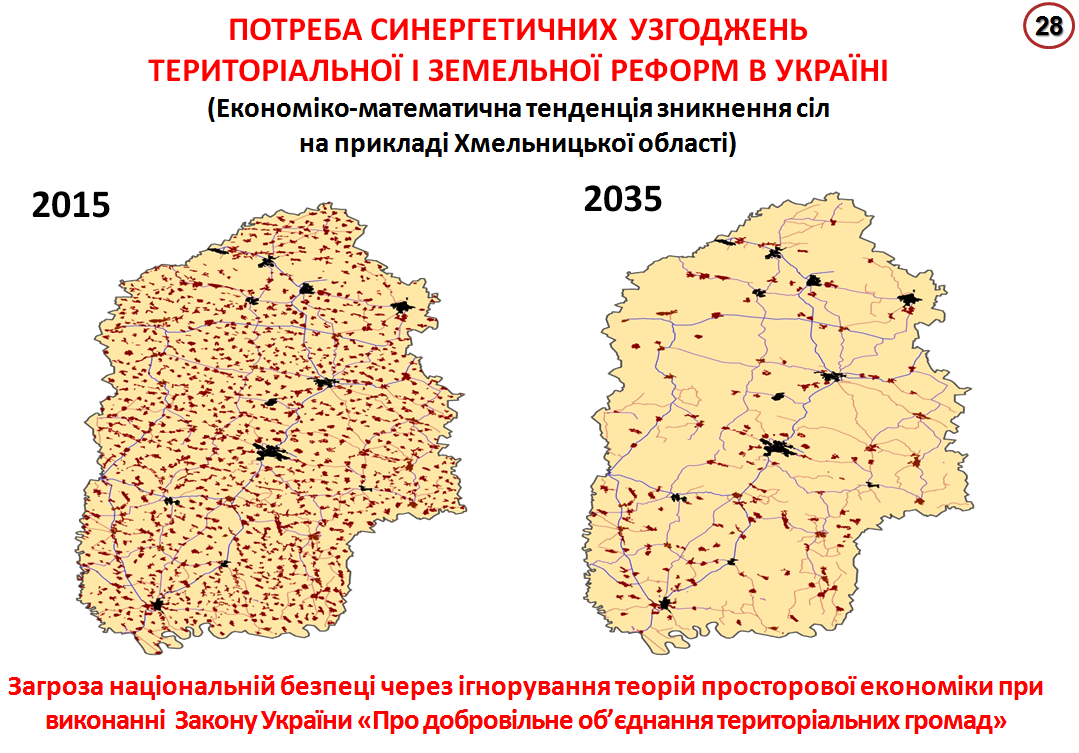 28
ПОТРЕБА СИНЕРГЕТИЧНИХ УЗГОДЖЕНЬ
ТЕРИТОРІАЛЬНОЇ І ЗЕМЕЛЬНОЇ РЕФОРМ В УКРАЇНІ
(Економіко-математична тенденція зникнення сіл
на прикладі Хмельницької області)
2015
2035
Загроза національній безпеці через ігнорування теорій просторової економіки при
виконанні Закону України «Про добровільне об’єднання територіальних громад»